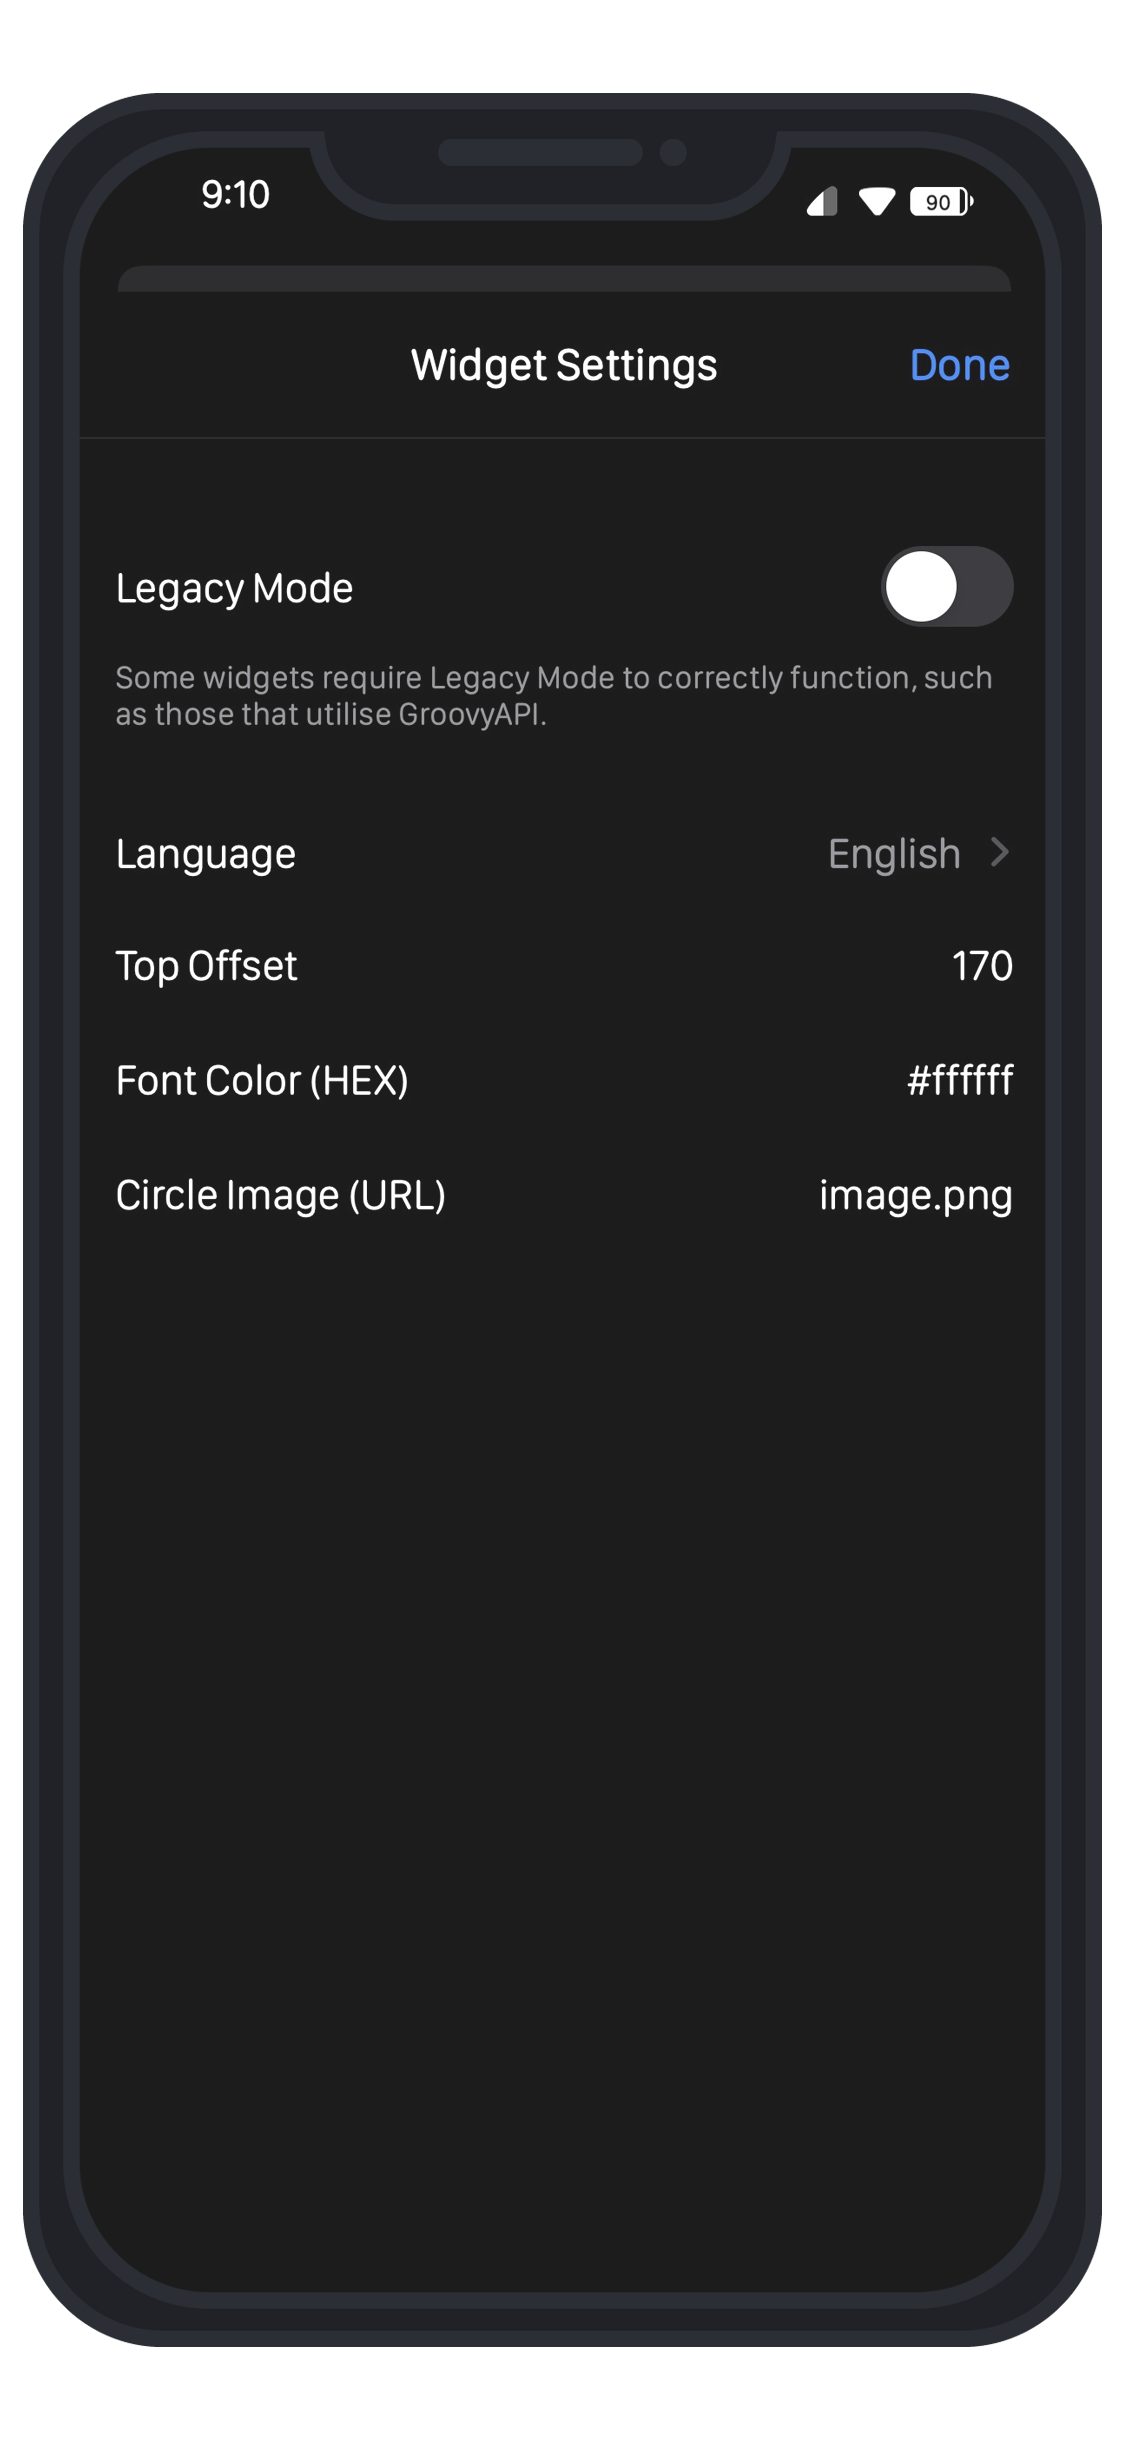 9:10
90
Widget Settings
Done
Legacy Mode
Some widgets require Legacy Mode to correctly function, such
as those that utilise GroovyAPI.
Language English
Top Offset 170
Font Color (HEX) #ffffff
Circle Image (URL) image.png